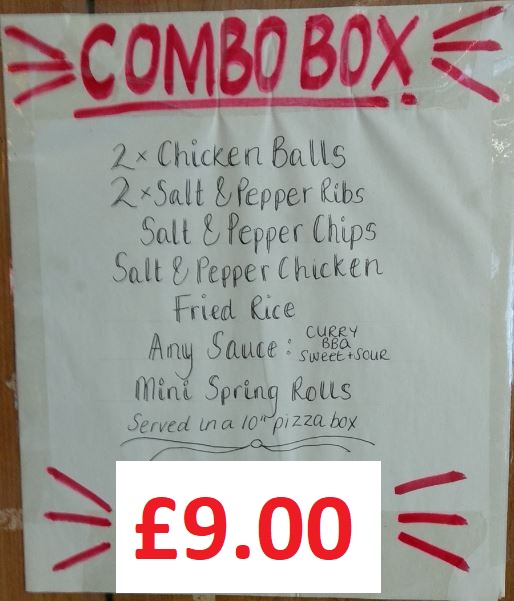 COMBO BOX
2 x Chicken Balls
2 x Salt & Pepper Ribs
Salt & Pepper Chips
Salt & Pepper Chicken
Fried Rice
Any Sauce: CURRY
BBQ
Sweet + SOUR
Mini Spring Rolls
Served in a 10" pizza box
£9.00